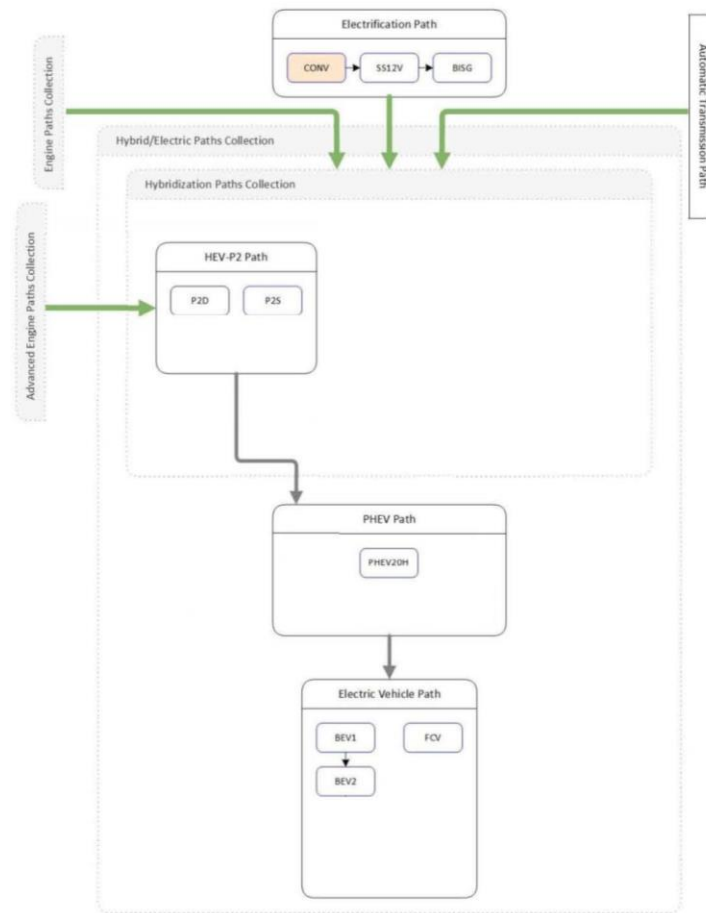 Electrification Path
CONV
SS12V
BISG
Engine Paths Collection
Automatic Transmission Path
Hybrid/Electric Paths Collection
Hybridization Paths Collection
Advanced Engine Paths Collection
HEV-P2 Path
P2D
P2S
PHEV Path
PHEV20H
Electric Vehicle Path
BEV1
FCV
BEV2